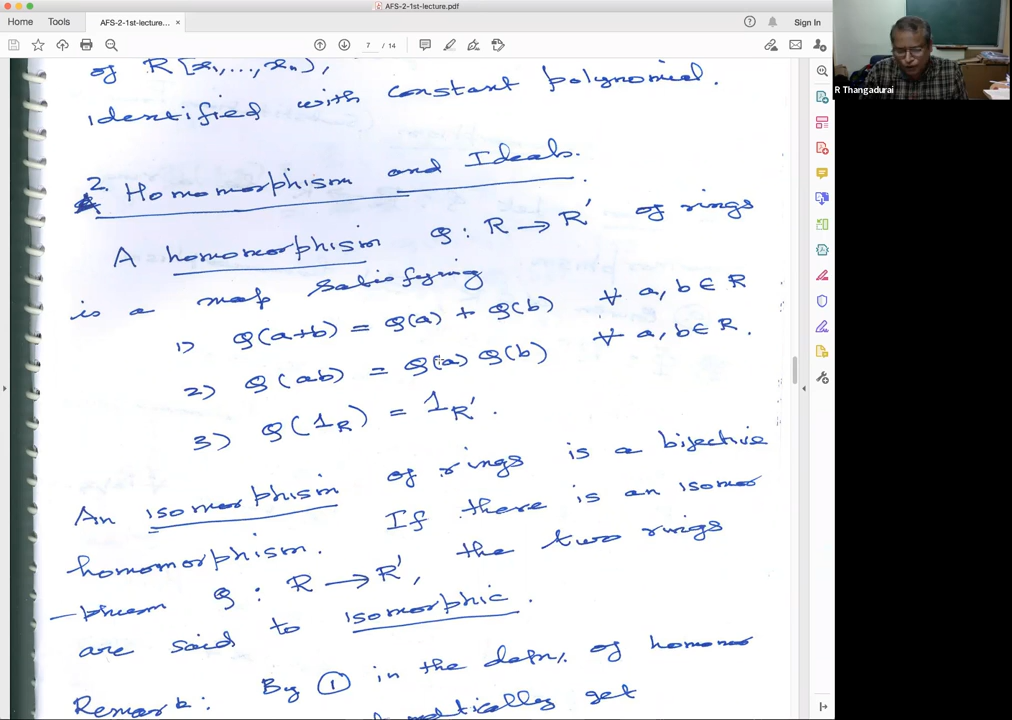 AFS-2-1st-lecture.pdf
Home Tools AFS-2-1st-lecture... × Sign In
7 / 14
R Thangadurai
of R[x₁,...,xₙ),
identified with constant polynomial.
2. Homomorphism and Ideals.
A homomorphism φ : R → R' of rings
is a map satisfying
1) φ(a+b) = φ(a) + φ(b) ∀ a, b ∈ R
2) φ(ab) = φ(a) φ(b) ∀ a, b ∈ R.
3) φ(1_R) = 1_R'.
An isomorphism of rings is a bijective
homomorphism. If there is an isomor
-phism φ : R → R', the two rings
are said to isomorphic.
Remark: By ① in the defn. of homomo
get